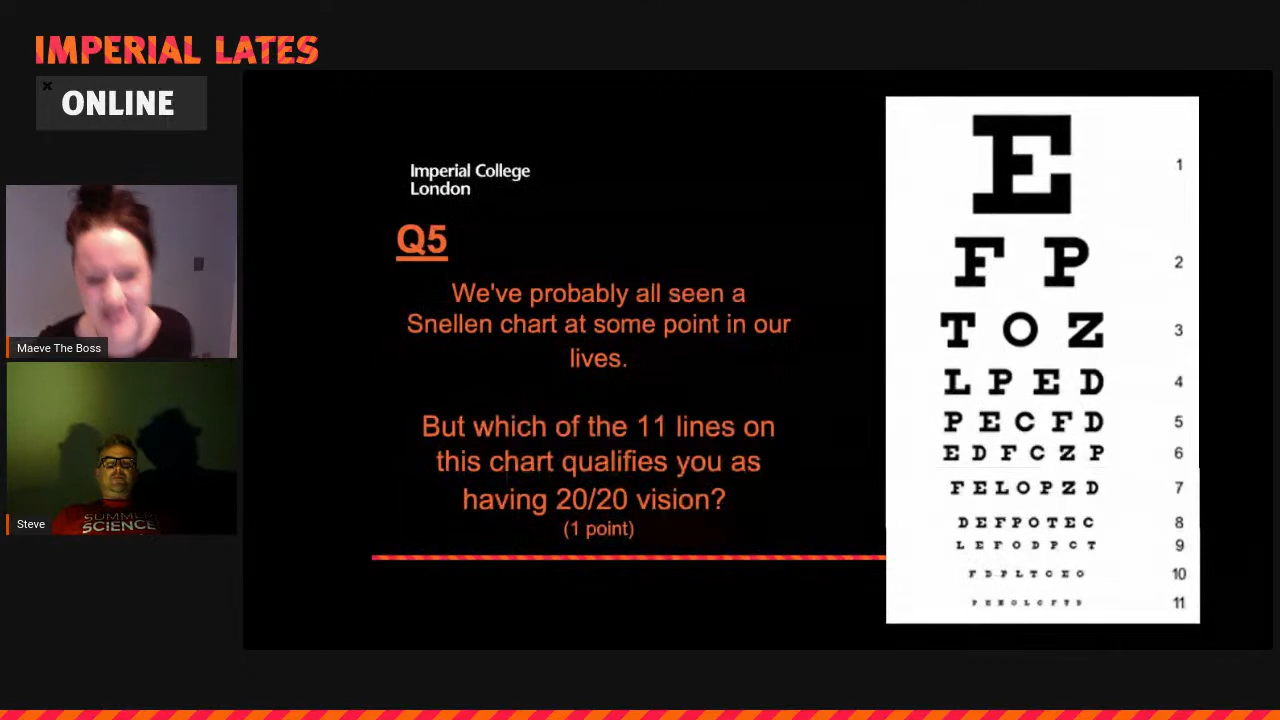 IMPERIAL LATES
ONLINE
Imperial College
London
Q5
We've probably all seen a
Snellen chart at some point in our
lives.
But which of the 11 lines on
this chart qualifies you as
having 20/20 vision?
(1 point)
E 1
F P 2
T O Z 3
L P E D 4
P E C F D 5
E D F C Z P 6
F E L O P Z D 7
D E F P O T E C 8
L E F O D P C T 9
F D P L T C E O 10
P E Z O L C F T D 11
Maeve The Boss
SUMMER
SCIENCE
Steve